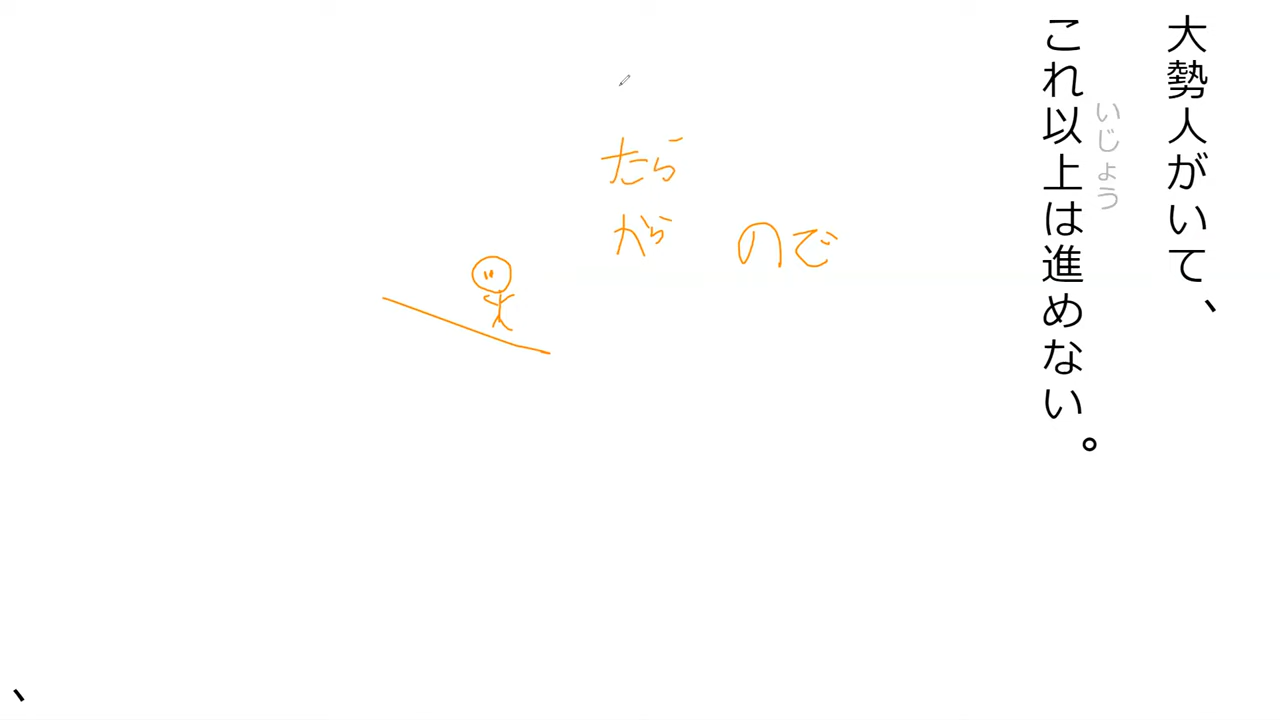 大勢人がいて、
これ以上は進めない。
いじょう
たら
から
ので
、